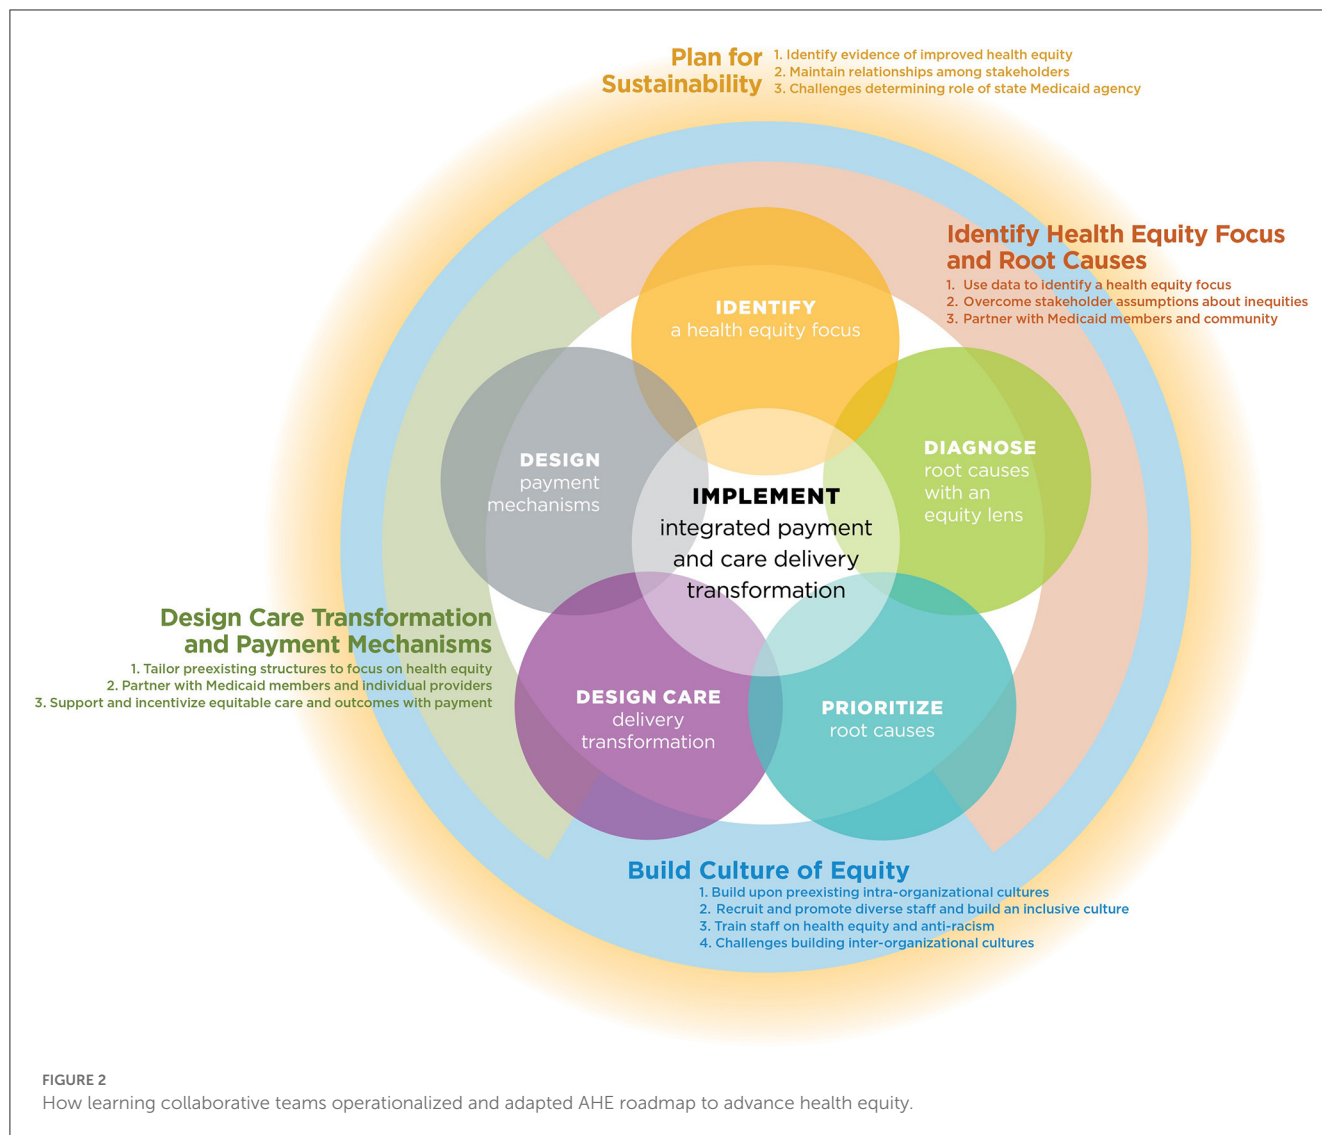 Plan for
Sustainability
1. Identify evidence of improved health equity
2. Maintain relationships among stakeholders
3. Challenges determining role of state Medicaid agency
Identify Health Equity Focus
and Root Causes
1. Use data to identify a health equity focus
2. Overcome stakeholder assumptions about inequities
3. Partner with Medicaid members and community
IDENTIFY
a health equity focus
DIAGNOSE
root causes
with an
equity lens
DESIGN
payment
mechanisms
IMPLEMENT
integrated payment
and care delivery
transformation
Design Care Transformation
and Payment Mechanisms
1. Tailor preexisting structures to focus on health equity
2. Partner with Medicaid members and individual providers
3. Support and incentivize equitable care and outcomes with payment
DESIGN CARE
delivery
transformation
PRIORITIZE
root causes
Build Culture of Equity
1. Build upon preexisting intra-organizational cultures
2. Recruit and promote diverse staff and build an inclusive culture
3. Train staff on health equity and anti-racism
4. Challenges building inter-organizational cultures
FIGURE 2
How learning collaborative teams operationalized and adapted AHE roadmap to advance health equity.